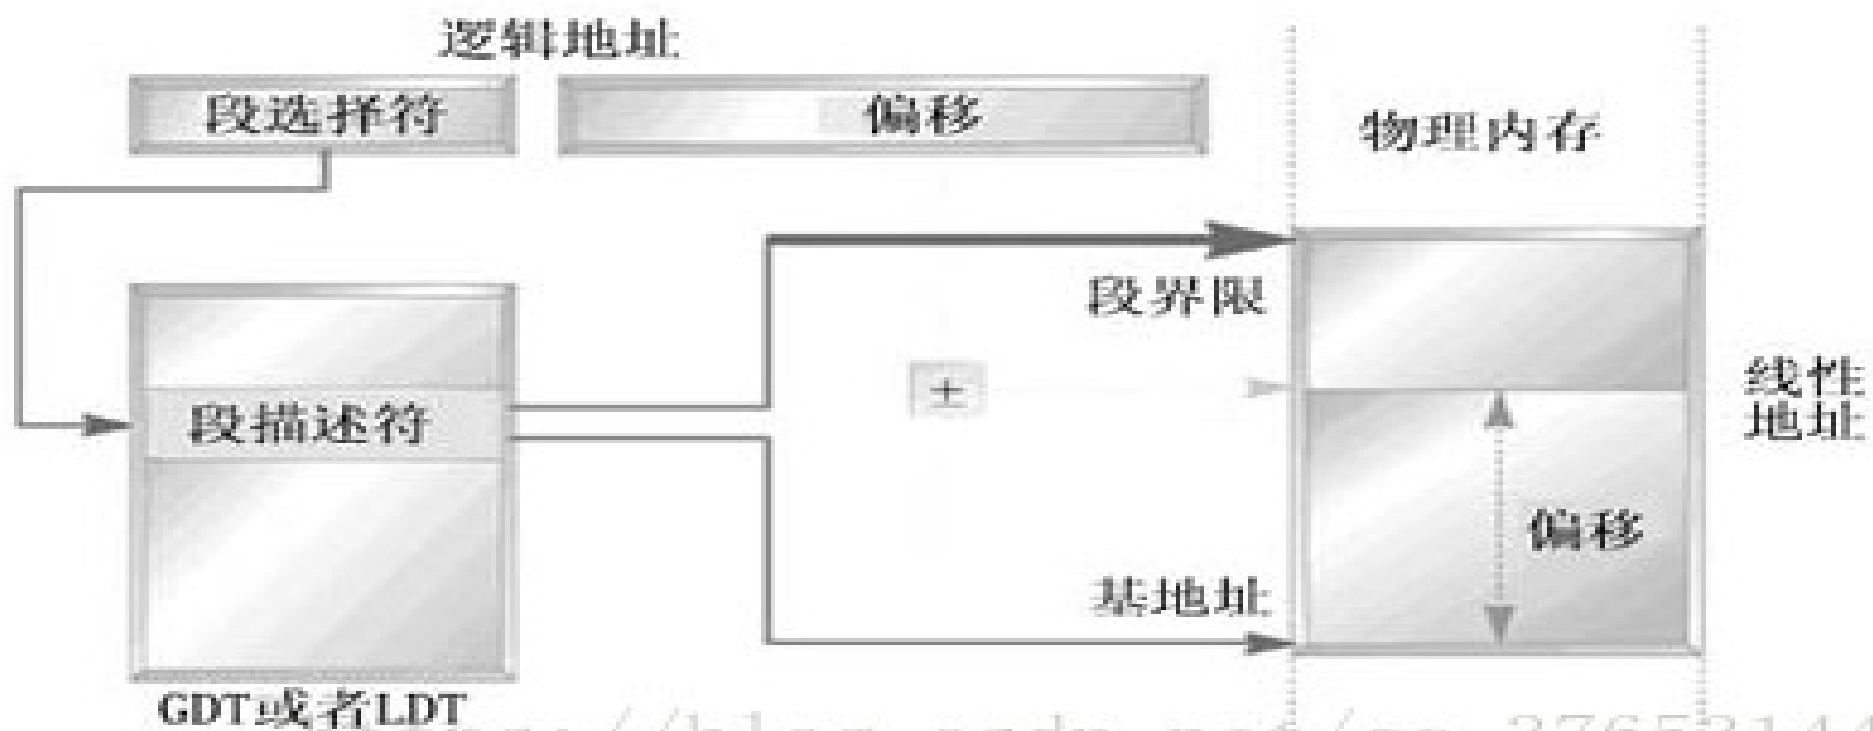 逻辑地址
段选择符
偏移
物理内存
段界限
+
线性
地址
段描述符
偏移
基地址
GDT或者LDT